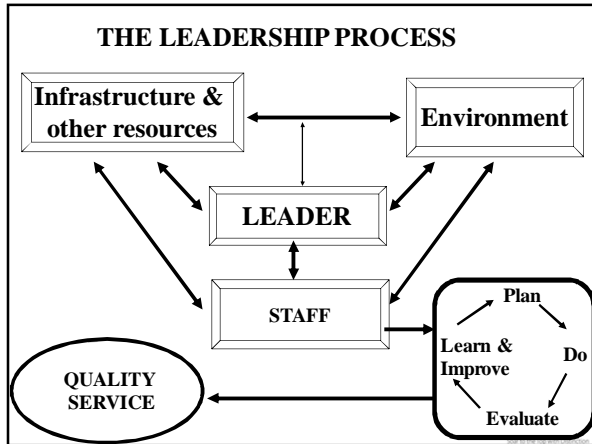 THE LEADERSHIP PROCESS
Infrastructure &
other resources
Environment
LEADER
STAFF
Plan
Do
Evaluate
Learn &
Improve
QUALITY
SERVICE